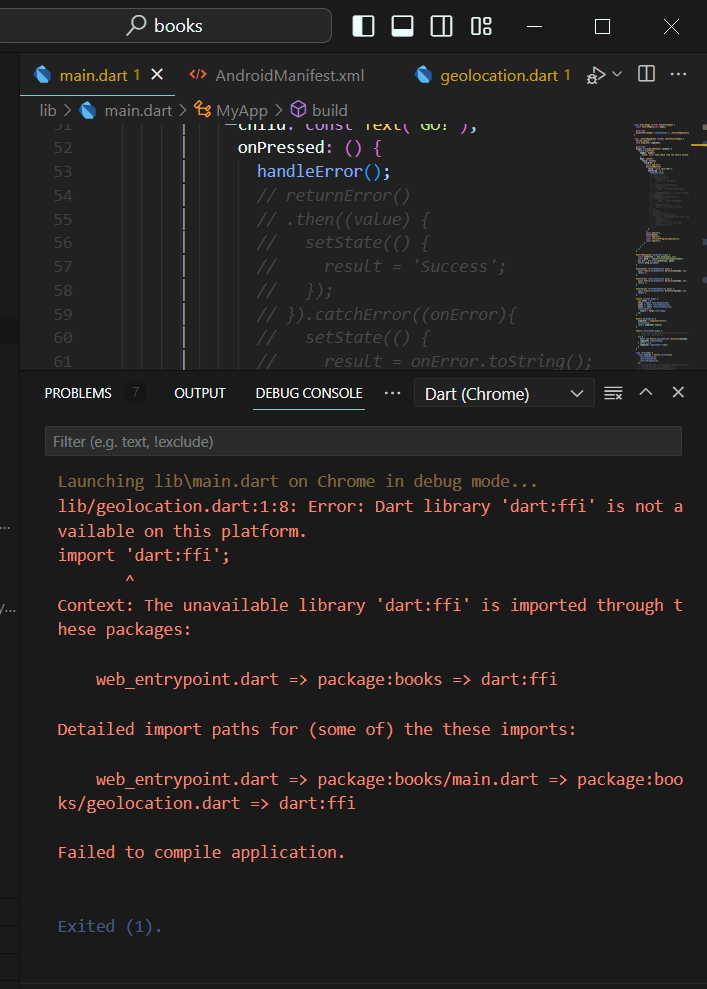 books
main.dart 1
AndroidManifest.xml
geolocation.dart 1
lib > main.dart > MyApp > build
51 child: const Text('GO!'),
52 onPressed: () {
53 handleError();
54 // returnError()
55 // .then((value) {
56 //   setState(() {
57 //     result = 'Success';
58 //   });
59 // }).catchError((onError){
60 //   setState(() {
61 //     result = onError.toString();
PROBLEMS 7 OUTPUT DEBUG CONSOLE ··· Dart (Chrome)
Filter (e.g. text, !exclude)
Launching lib\main.dart on Chrome in debug mode...
lib/geolocation.dart:1:8: Error: Dart library 'dart:ffi' is not a
vailable on this platform.
import 'dart:ffi';
       ^
Context: The unavailable library 'dart:ffi' is imported through t
hese packages:
    web_entrypoint.dart => package:books => dart:ffi
Detailed import paths for (some of) the these imports:
    web_entrypoint.dart => package:books/main.dart => package:boo
ks/geolocation.dart => dart:ffi
Failed to compile application.
Exited (1).